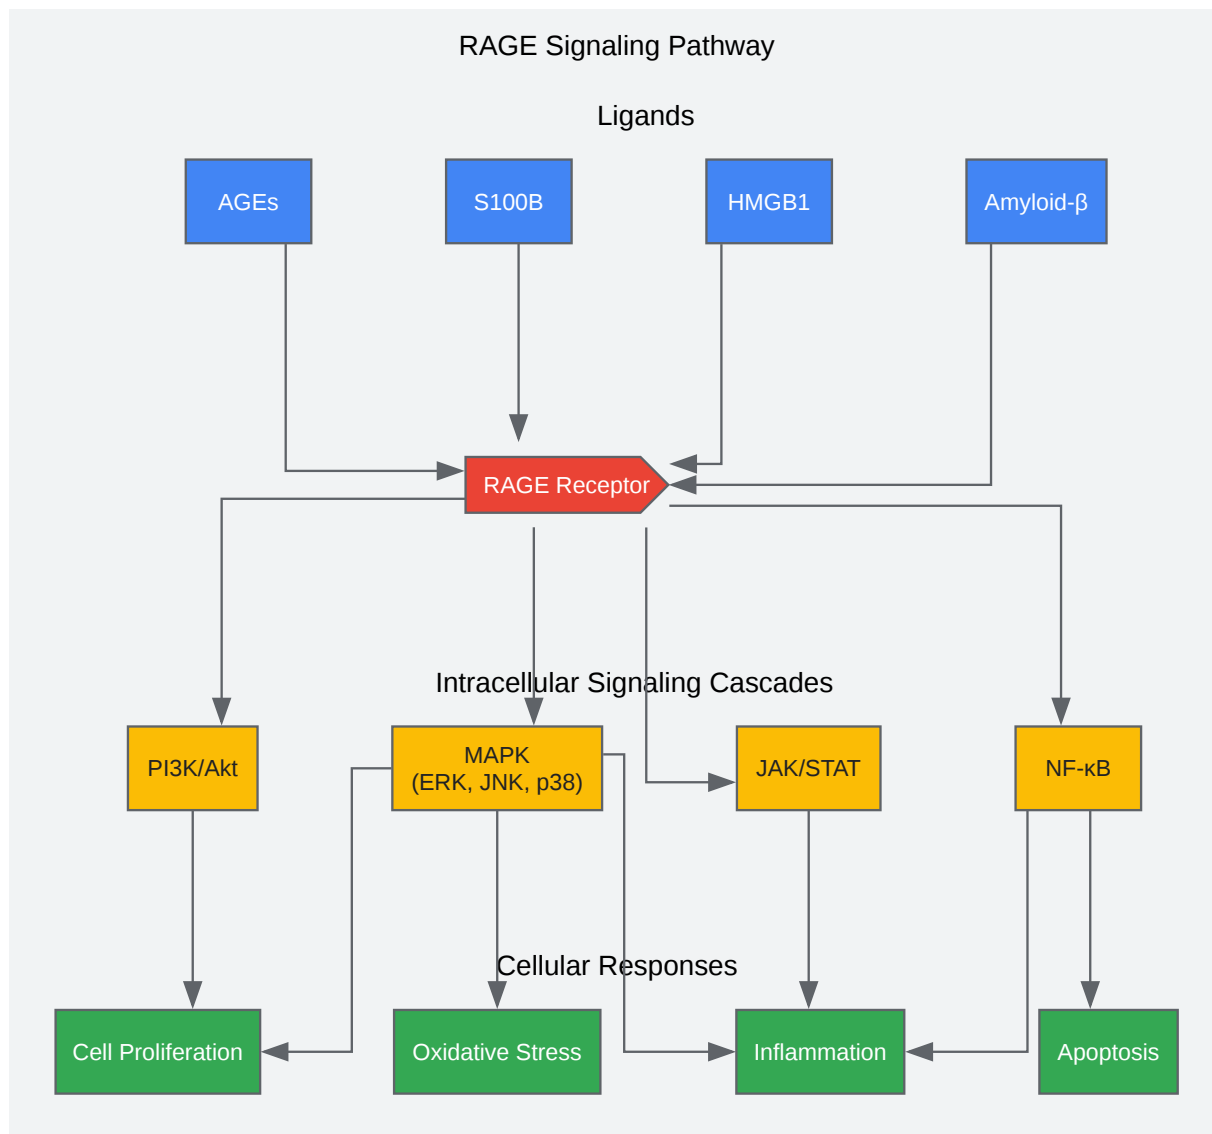 RAGE Signaling Pathway
Ligands
AGEs
S100B
HMGB1
Amyloid-β
RAGE Receptor
Intracellular Signaling Cascades
PI3K/Akt
MAPK
(ERK, JNK, p38)
JAK/STAT
NF-κB
Cellular Responses
Cell Proliferation
Oxidative Stress
Inflammation
Apoptosis